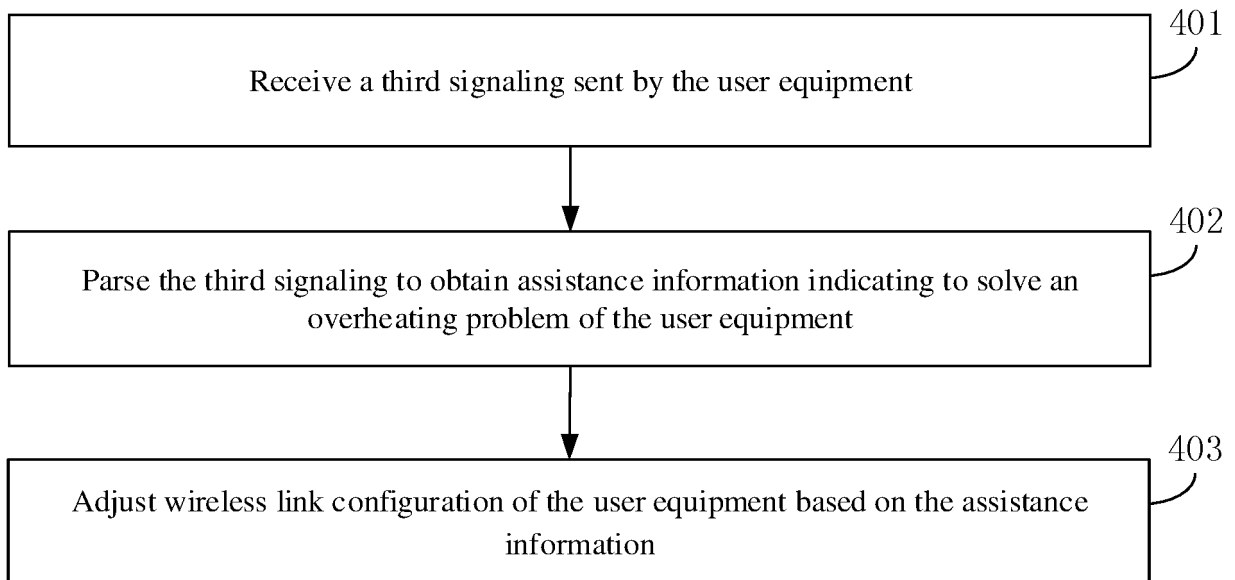 401
Receive a third signaling sent by the user equipment
402
Parse the third signaling to obtain assistance information indicating to solve an
overheating problem of the user equipment
403
Adjust wireless link configuration of the user equipment based on the assistance
information